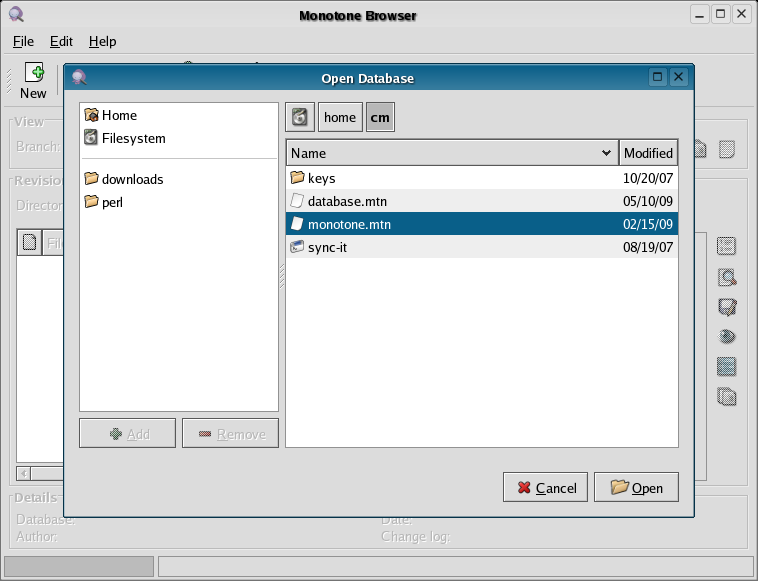 Monotone Browser
File Edit Help
New
Open Database
View
Branch:
Revision
Director
File
Home
Filesystem
downloads
perl
Add Remove
home cm
Name Modified
keys 10/20/07
database.mtn 05/10/09
monotone.mtn 02/15/09
sync-it 08/19/07
Cancel Open
Details
Database: Date:
Author: Change log: